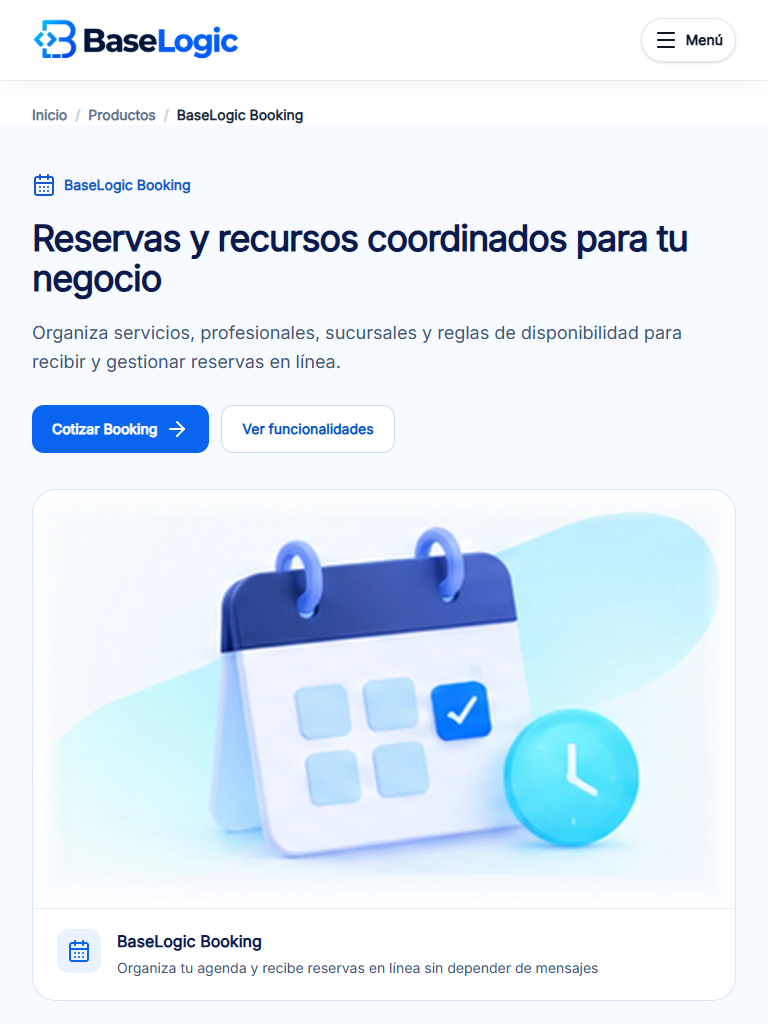 BaseLogic
Menú
Inicio / Productos / BaseLogic Booking
BaseLogic Booking
Reservas y recursos coordinados para tu
negocio
Organiza servicios, profesionales, sucursales y reglas de disponibilidad para
recibir y gestionar reservas en línea.
Cotizar Booking
Ver funcionalidades
BaseLogic Booking
Organiza tu agenda y recibe reservas en línea sin depender de mensajes